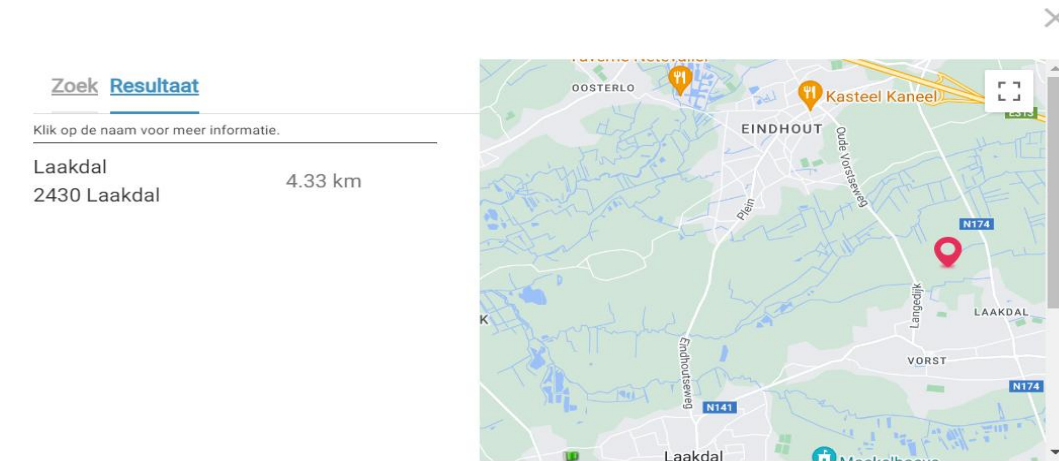 Zoek Resultaat
Klik op de naam voor meer informatie.
Laakdal
2430 Laakdal
4.33 km
OOSTERLO
Kasteel Kaneel
E313
EINDHOUT
Oude Vorstseweg
Plein
N174
Langedijk
LAAKDAL
K
VORST
Eindhoutseweg
N174
N141
Laakdal